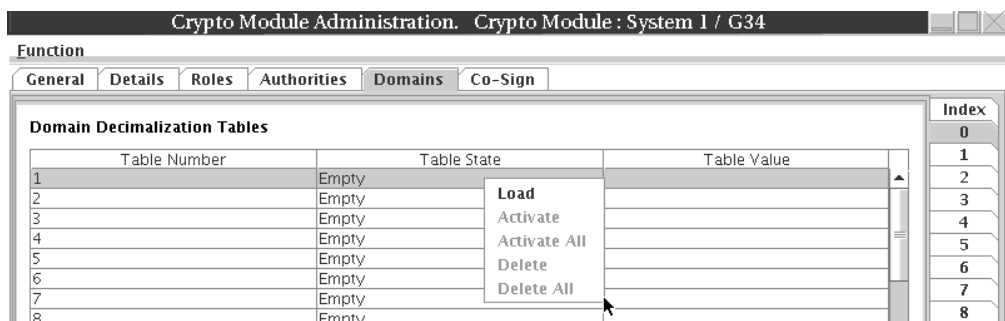 Crypto Module Administration. Crypto Module : System 1 / G34
Function
General Details Roles Authorities Domains Co-Sign
Index
Domain Decimalization Tables
0
Table Number Table State Table Value
1
1 Empty
2
2 Empty
3
3 Empty
4
4 Empty
5
5 Empty
6
6 Empty
7
7 Empty
8
8 Empty
Load
Activate
Activate All
Delete
Delete All